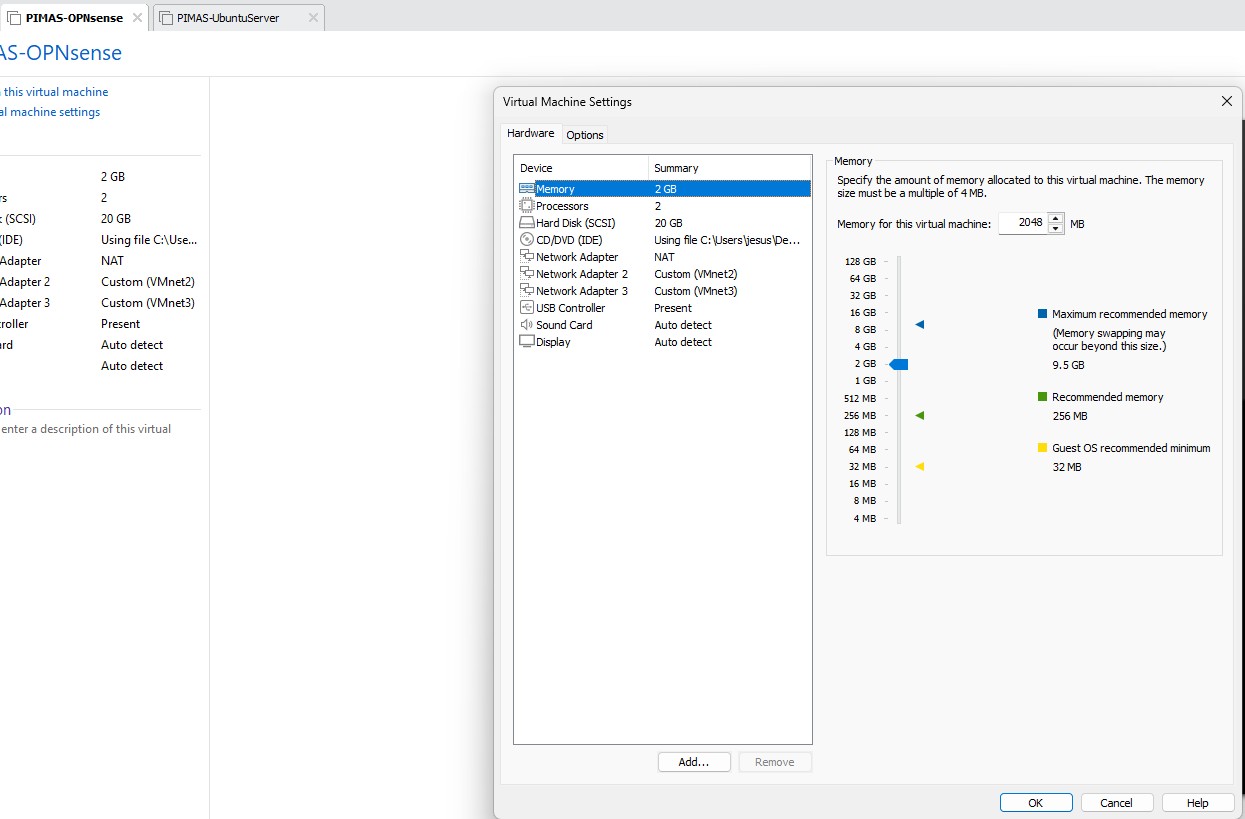 PIMAS-OPNsense
PIMAS-UbuntuServer
AS-OPNsense
this virtual machine
al machine settings
2 GB
rs 2
(SCSI) 20 GB
(IDE) Using file C:\Use...
Adapter NAT
Adapter 2 Custom (VMnet2)
Adapter 3 Custom (VMnet3)
roller Present
rd Auto detect
Auto detect
on
enter a description of this virtual
Virtual Machine Settings
Hardware Options
Device Summary
Memory 2 GB
Processors 2
Hard Disk (SCSI) 20 GB
CD/DVD (IDE) Using file C:\Users\jesus\De...
Network Adapter NAT
Network Adapter 2 Custom (VMnet2)
Network Adapter 3 Custom (VMnet3)
USB Controller Present
Sound Card Auto detect
Display Auto detect
Add... Remove
Memory
Specify the amount of memory allocated to this virtual machine. The memory
size must be a multiple of 4 MB.
Memory for this virtual machine: 2048 MB
128 GB
64 GB
32 GB
16 GB
8 GB
4 GB
2 GB
1 GB
512 MB
256 MB
128 MB
64 MB
32 MB
16 MB
8 MB
4 MB
Maximum recommended memory
(Memory swapping may
occur beyond this size.)
9.5 GB
Recommended memory
256 MB
Guest OS recommended minimum
32 MB
OK Cancel Help